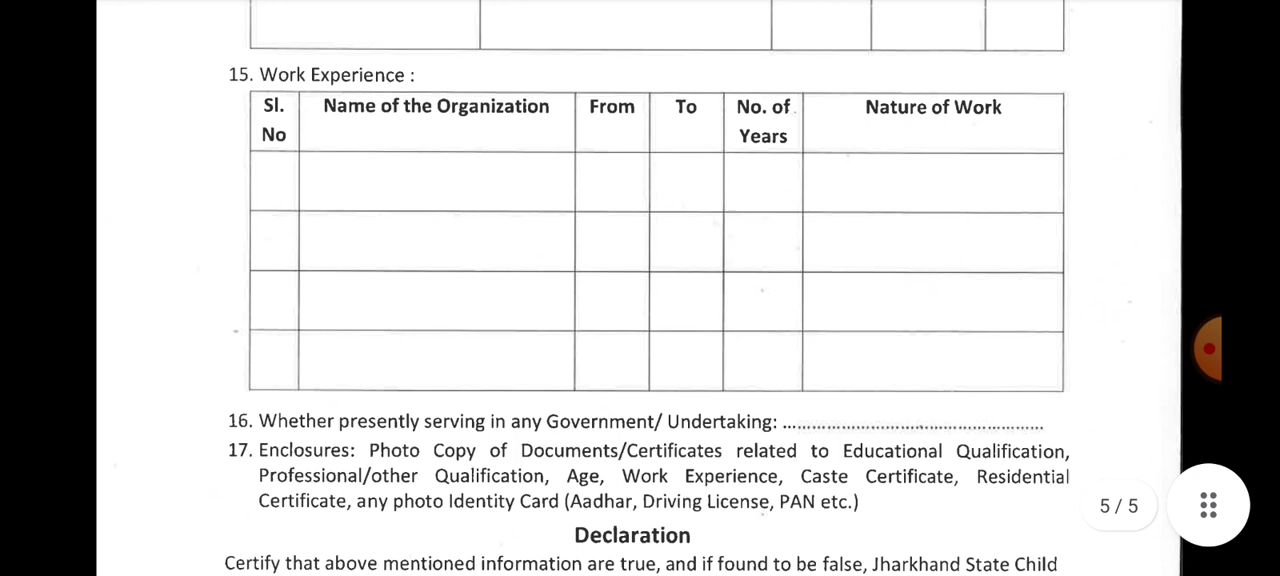 15. Work Experience :
Sl. No Name of the Organization From To No. of Years Nature of Work
16. Whether presently serving in any Government/ Undertaking: ......................................................
17. Enclosures: Photo Copy of Documents/Certificates related to Educational Qualification,
Professional/other Qualification, Age, Work Experience, Caste Certificate, Residential
Certificate, any photo Identity Card (Aadhar, Driving License, PAN etc.)
5 / 5
Declaration
Certify that above mentioned information are true, and if found to be false, Jharkhand State Child